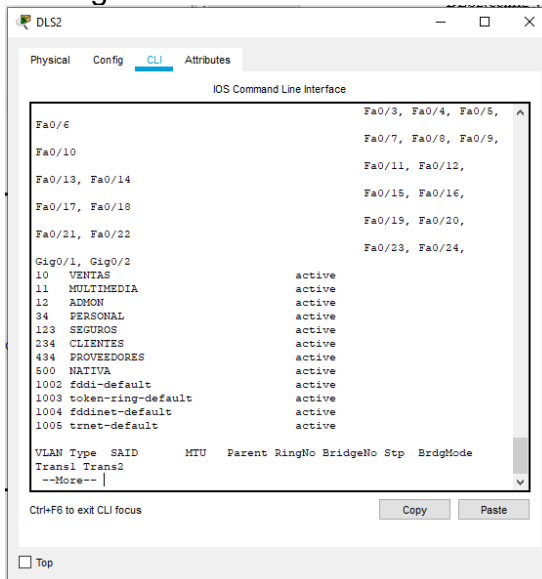 DLS2
Physical Config CLI Attributes
IOS Command Line Interface
Fa0/3, Fa0/4, Fa0/5,
Fa0/6
Fa0/7, Fa0/8, Fa0/9,
Fa0/10
Fa0/11, Fa0/12,
Fa0/13, Fa0/14
Fa0/15, Fa0/16,
Fa0/17, Fa0/18
Fa0/19, Fa0/20,
Fa0/21, Fa0/22
Fa0/23, Fa0/24,
Gig0/1, Gig0/2
10 VENTAS active
11 MULTIMEDIA active
12 ADMON active
34 PERSONAL active
123 SEGUROS active
234 CLIENTES active
434 PROVEEDORES active
500 NATIVA active
1002 fddi-default active
1003 token-ring-default active
1004 fddinet-default active
1005 trnet-default active
VLAN Type SAID MTU Parent RingNo BridgeNo Stp BrdgMode
Trans1 Trans2
--More--
Ctrl+F6 to exit CLI focus
Copy Paste
Top